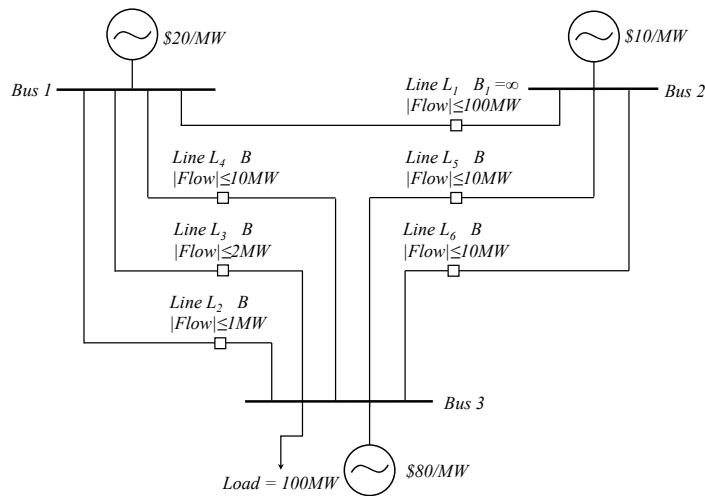 $20/MW
$10/MW
Bus 1
Line L₁ B₁ =∞
|Flow|≤100MW
Bus 2
Line L₄ B
|Flow|≤10MW
Line L₅ B
|Flow|≤10MW
Line L₃ B
|Flow|≤2MW
Line L₆ B
|Flow|≤10MW
Line L₂ B
|Flow|≤1MW
Bus 3
Load = 100MW
$80/MW